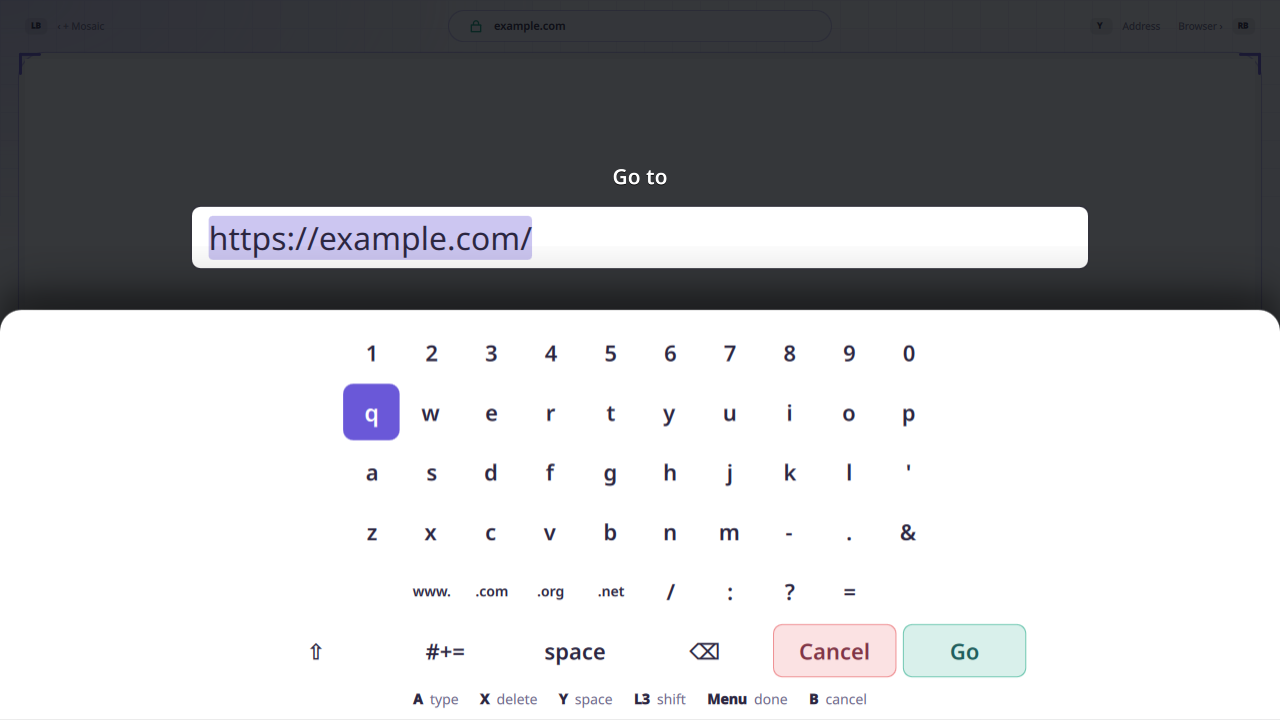 LB ‹ + Mosaic example.com Y Address Browser › RB
Go to
https://example.com/
1 2 3 4 5 6 7 8 9 0
q w e r t y u i o p
a s d f g h j k l '
z x c v b n m - . &
www. .com .org .net / : ? =
⇧ #+= space ⌫ Cancel Go
A type X delete Y space L3 shift Menu done B cancel